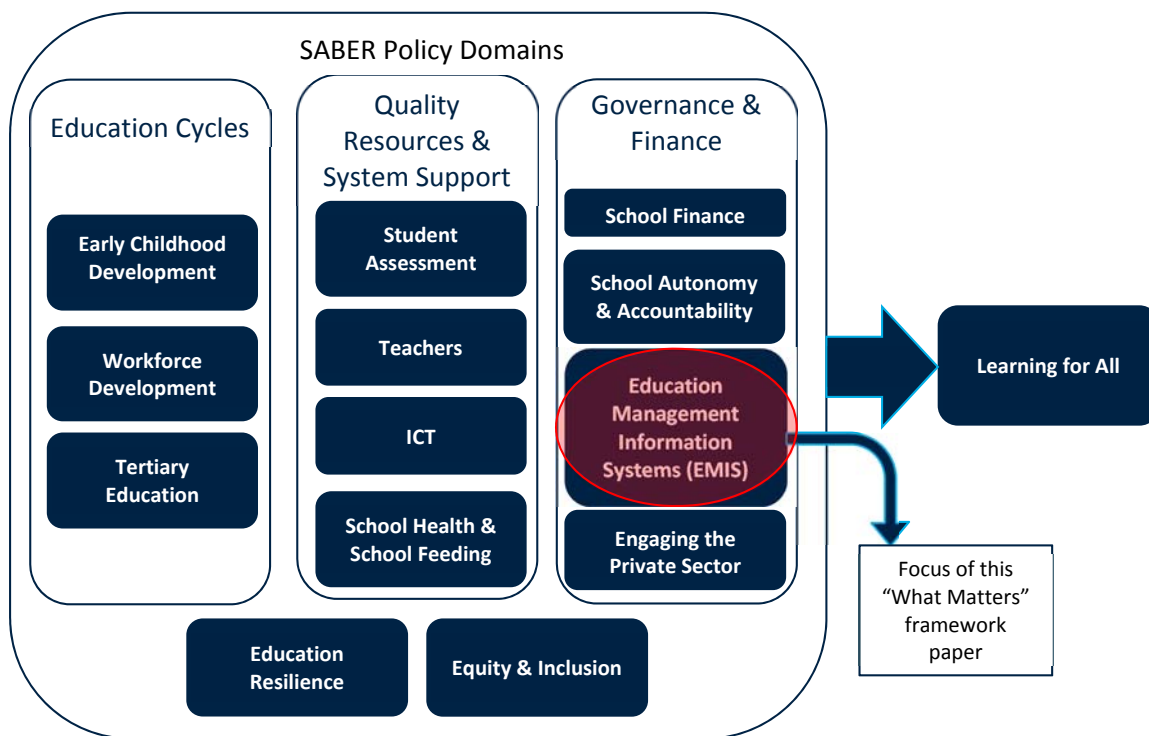 SABER Policy Domains
Education Cycles
Early Childhood
Development
Workforce
Development
Tertiary
Education
Quality
Resources &
System Support
Student
Assessment
Teachers
ICT
School Health &
School Feeding
Governance &
Finance
School Finance
School Autonomy
& Accountability
Education
Management
Information
Systems (EMIS)
Engaging the
Private Sector
Education
Resilience
Equity & Inclusion
Learning for All
Focus of this
“What Matters”
framework
paper